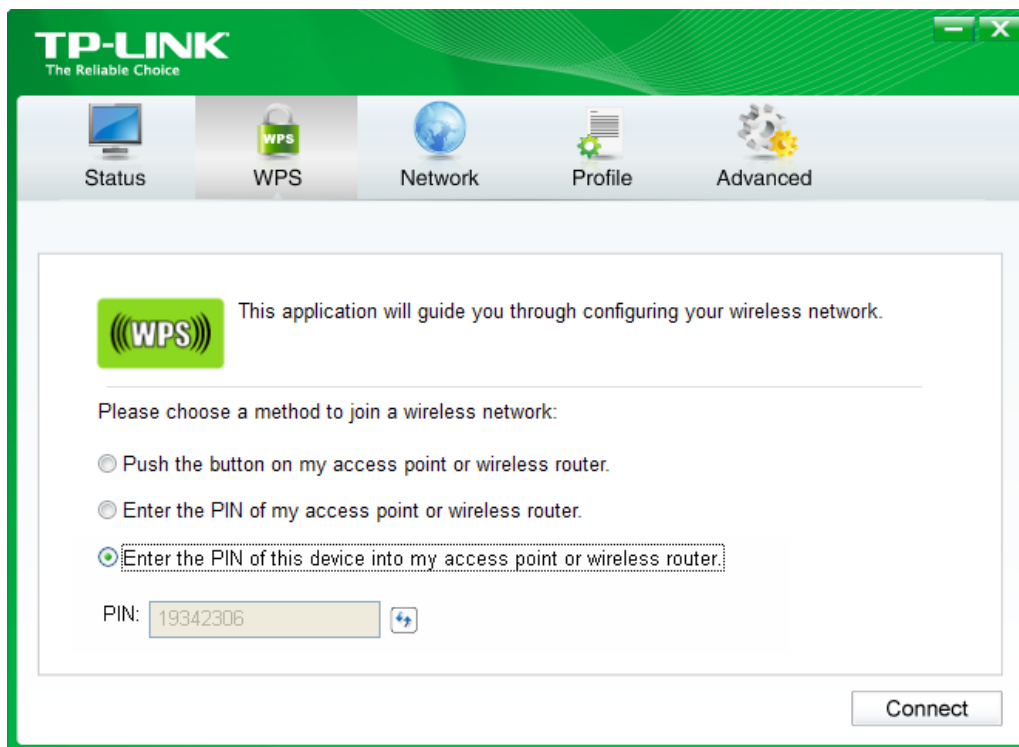 TP-LINK
The Reliable Choice
WPS
Status WPS Network Profile Advanced
(((WPS))) This application will guide you through configuring your wireless network.
Please choose a method to join a wireless network:
Push the button on my access point or wireless router.
Enter the PIN of my access point or wireless router.
Enter the PIN of this device into my access point or wireless router.
PIN: 19342306
Connect